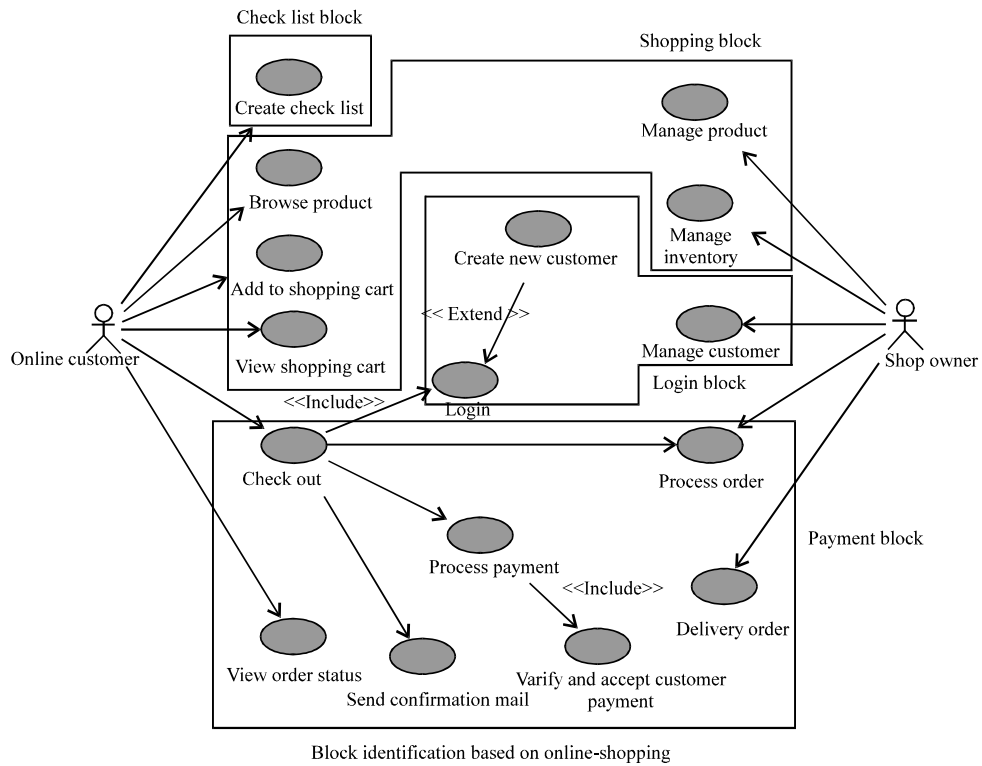 Check list block
Shopping block
Create check list
Manage product
Browse product
Manage
inventory
Create new customer
Add to shopping cart
<< Extend >>
Online customer
View shopping cart
Manage customer
Shop owner
Login block
<<Include>>
Login
Check out
Process order
Payment block
Process payment
<<Include>>
Delivery order
View order status
Send confirmation mail
Varify and accept customer
payment
Block identification based on online-shopping